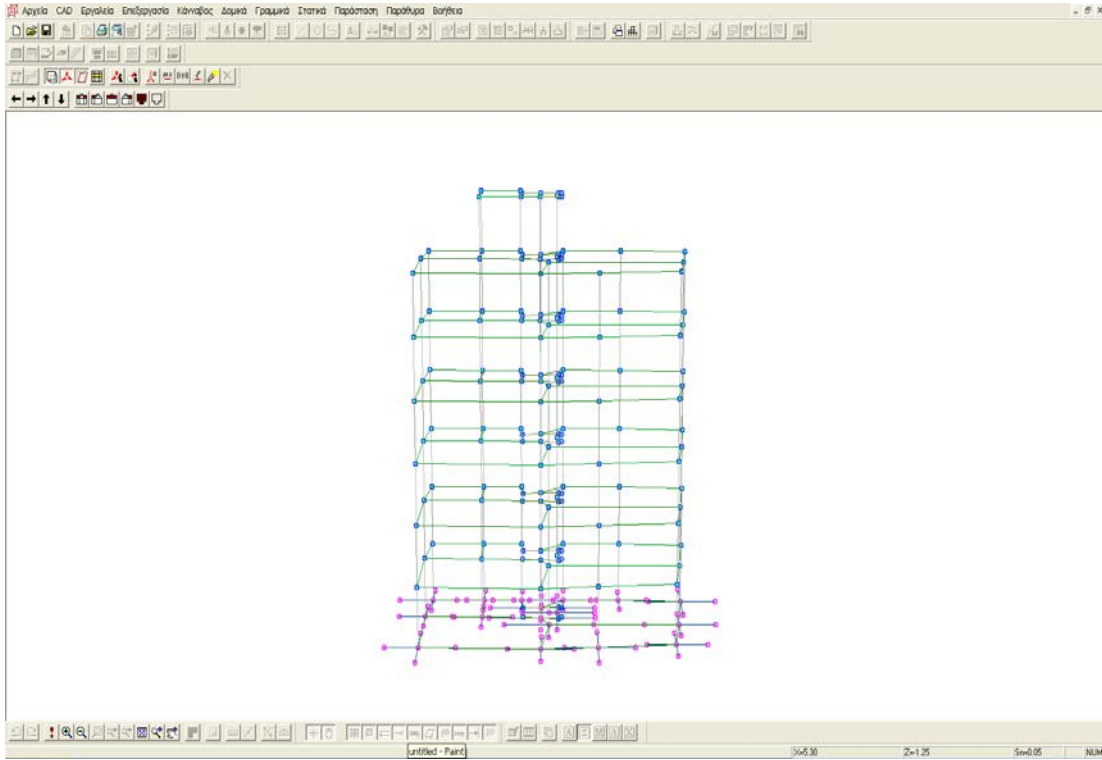 Αρχεία CAD Εργαλεία Επεξεργασία Κάνναβος Δομικά Γραμμικά Στατικά Παράσταση Παράθυρα Βοήθεια
untitled - Paint
X=5.30 Z=1.25 Sn=0.05 NUM